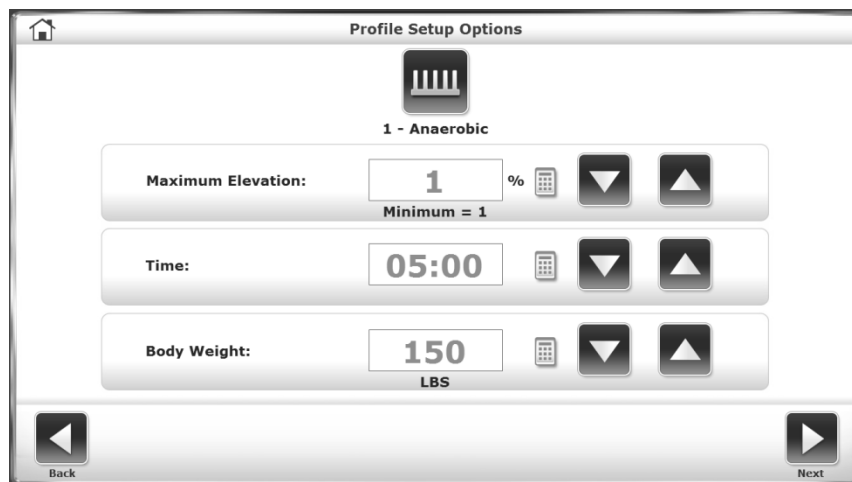 Profile Setup Options
1 - Anaerobic
Maximum Elevation: 1 %
Minimum = 1
Time: 05:00
Body Weight: 150
LBS
Back Next